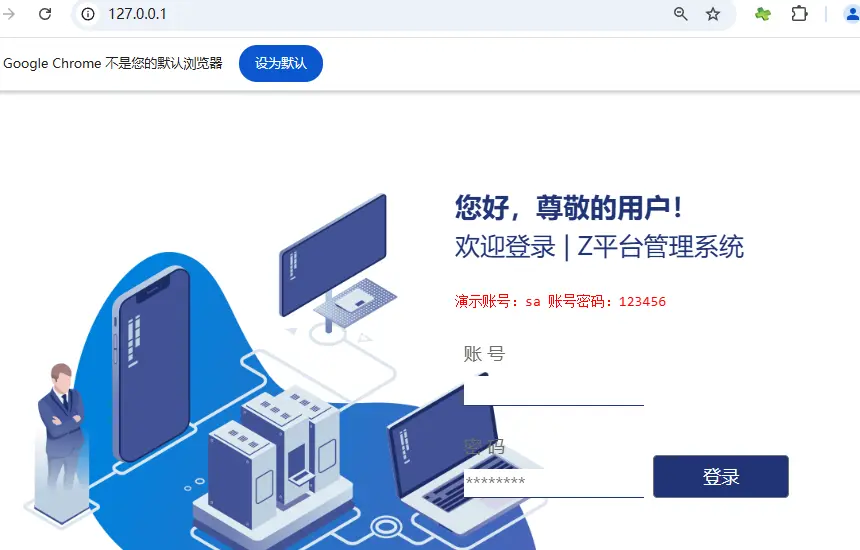 127.0.0.1
Google Chrome 不是您的默认浏览器 设为默认
您好，尊敬的用户！
欢迎登录 | Z平台管理系统
演示账号：sa 账号密码：123456
账 号
密 码
********
登录